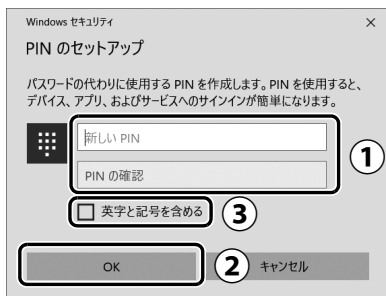 Windows セキュリティ
PIN のセットアップ
パスワードの代わりに使用する PIN を作成します。PIN を使用すると、
デバイス、アプリ、およびサービスへのサインインが簡単になります。
新しい PIN
PIN の確認
①
英字と記号を含める
③
OK
②
キャンセル